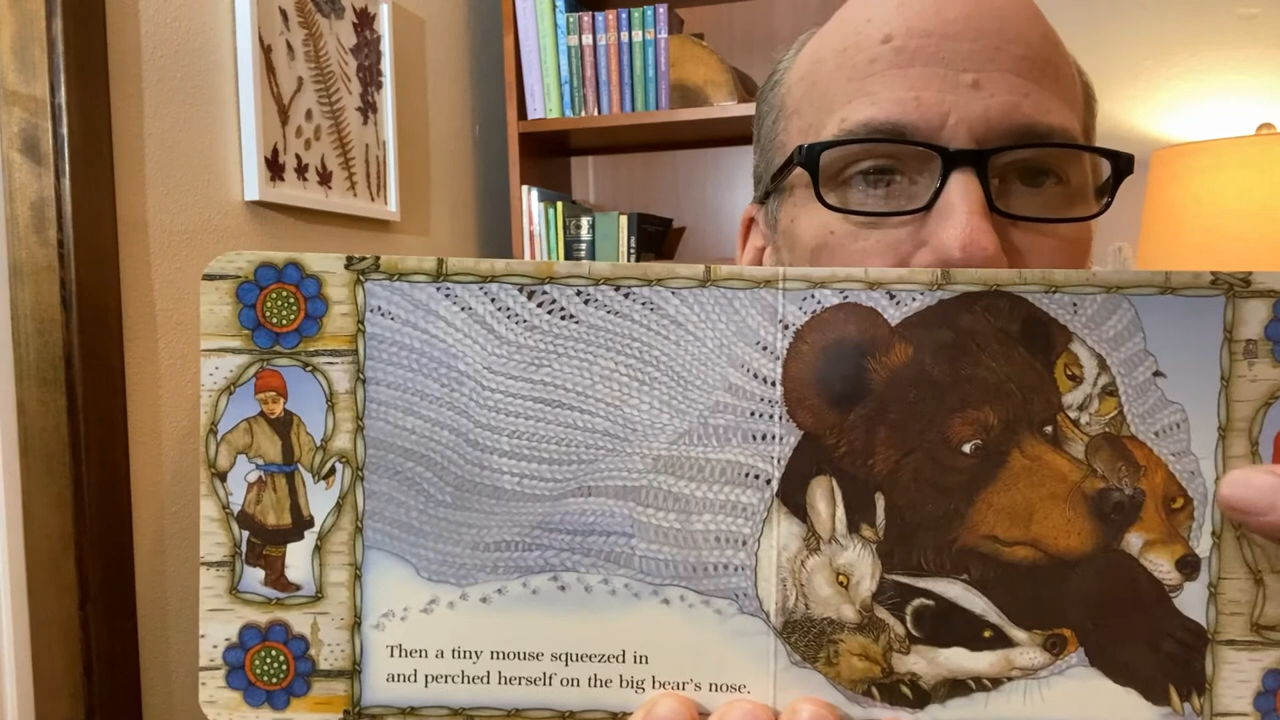 Then a tiny mouse squeezed in
and perched herself on the big bear's nose.